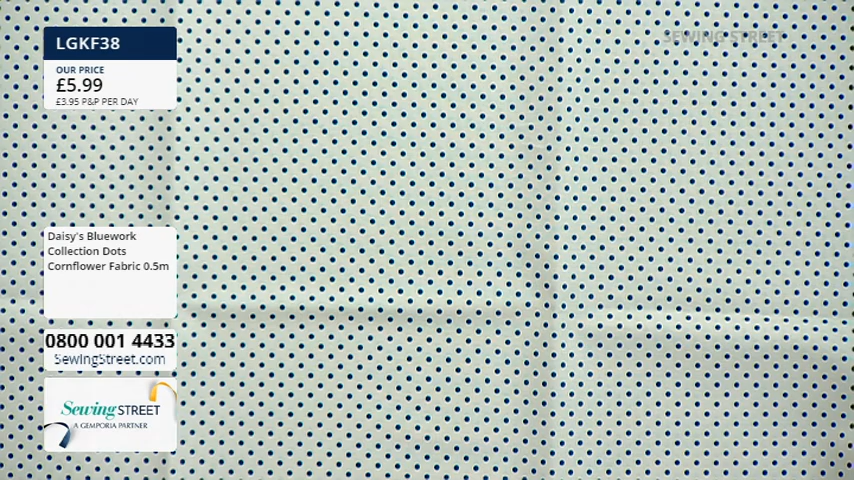 LGKF38
OUR PRICE
£5.99
£3.95 P&P PER DAY
SEWING STREET
Daisy's Bluework
Collection Dots
Cornflower Fabric 0.5m
0800 001 4433
SewingStreet.com
Sewing STREET
A GEMPORIA PARTNER